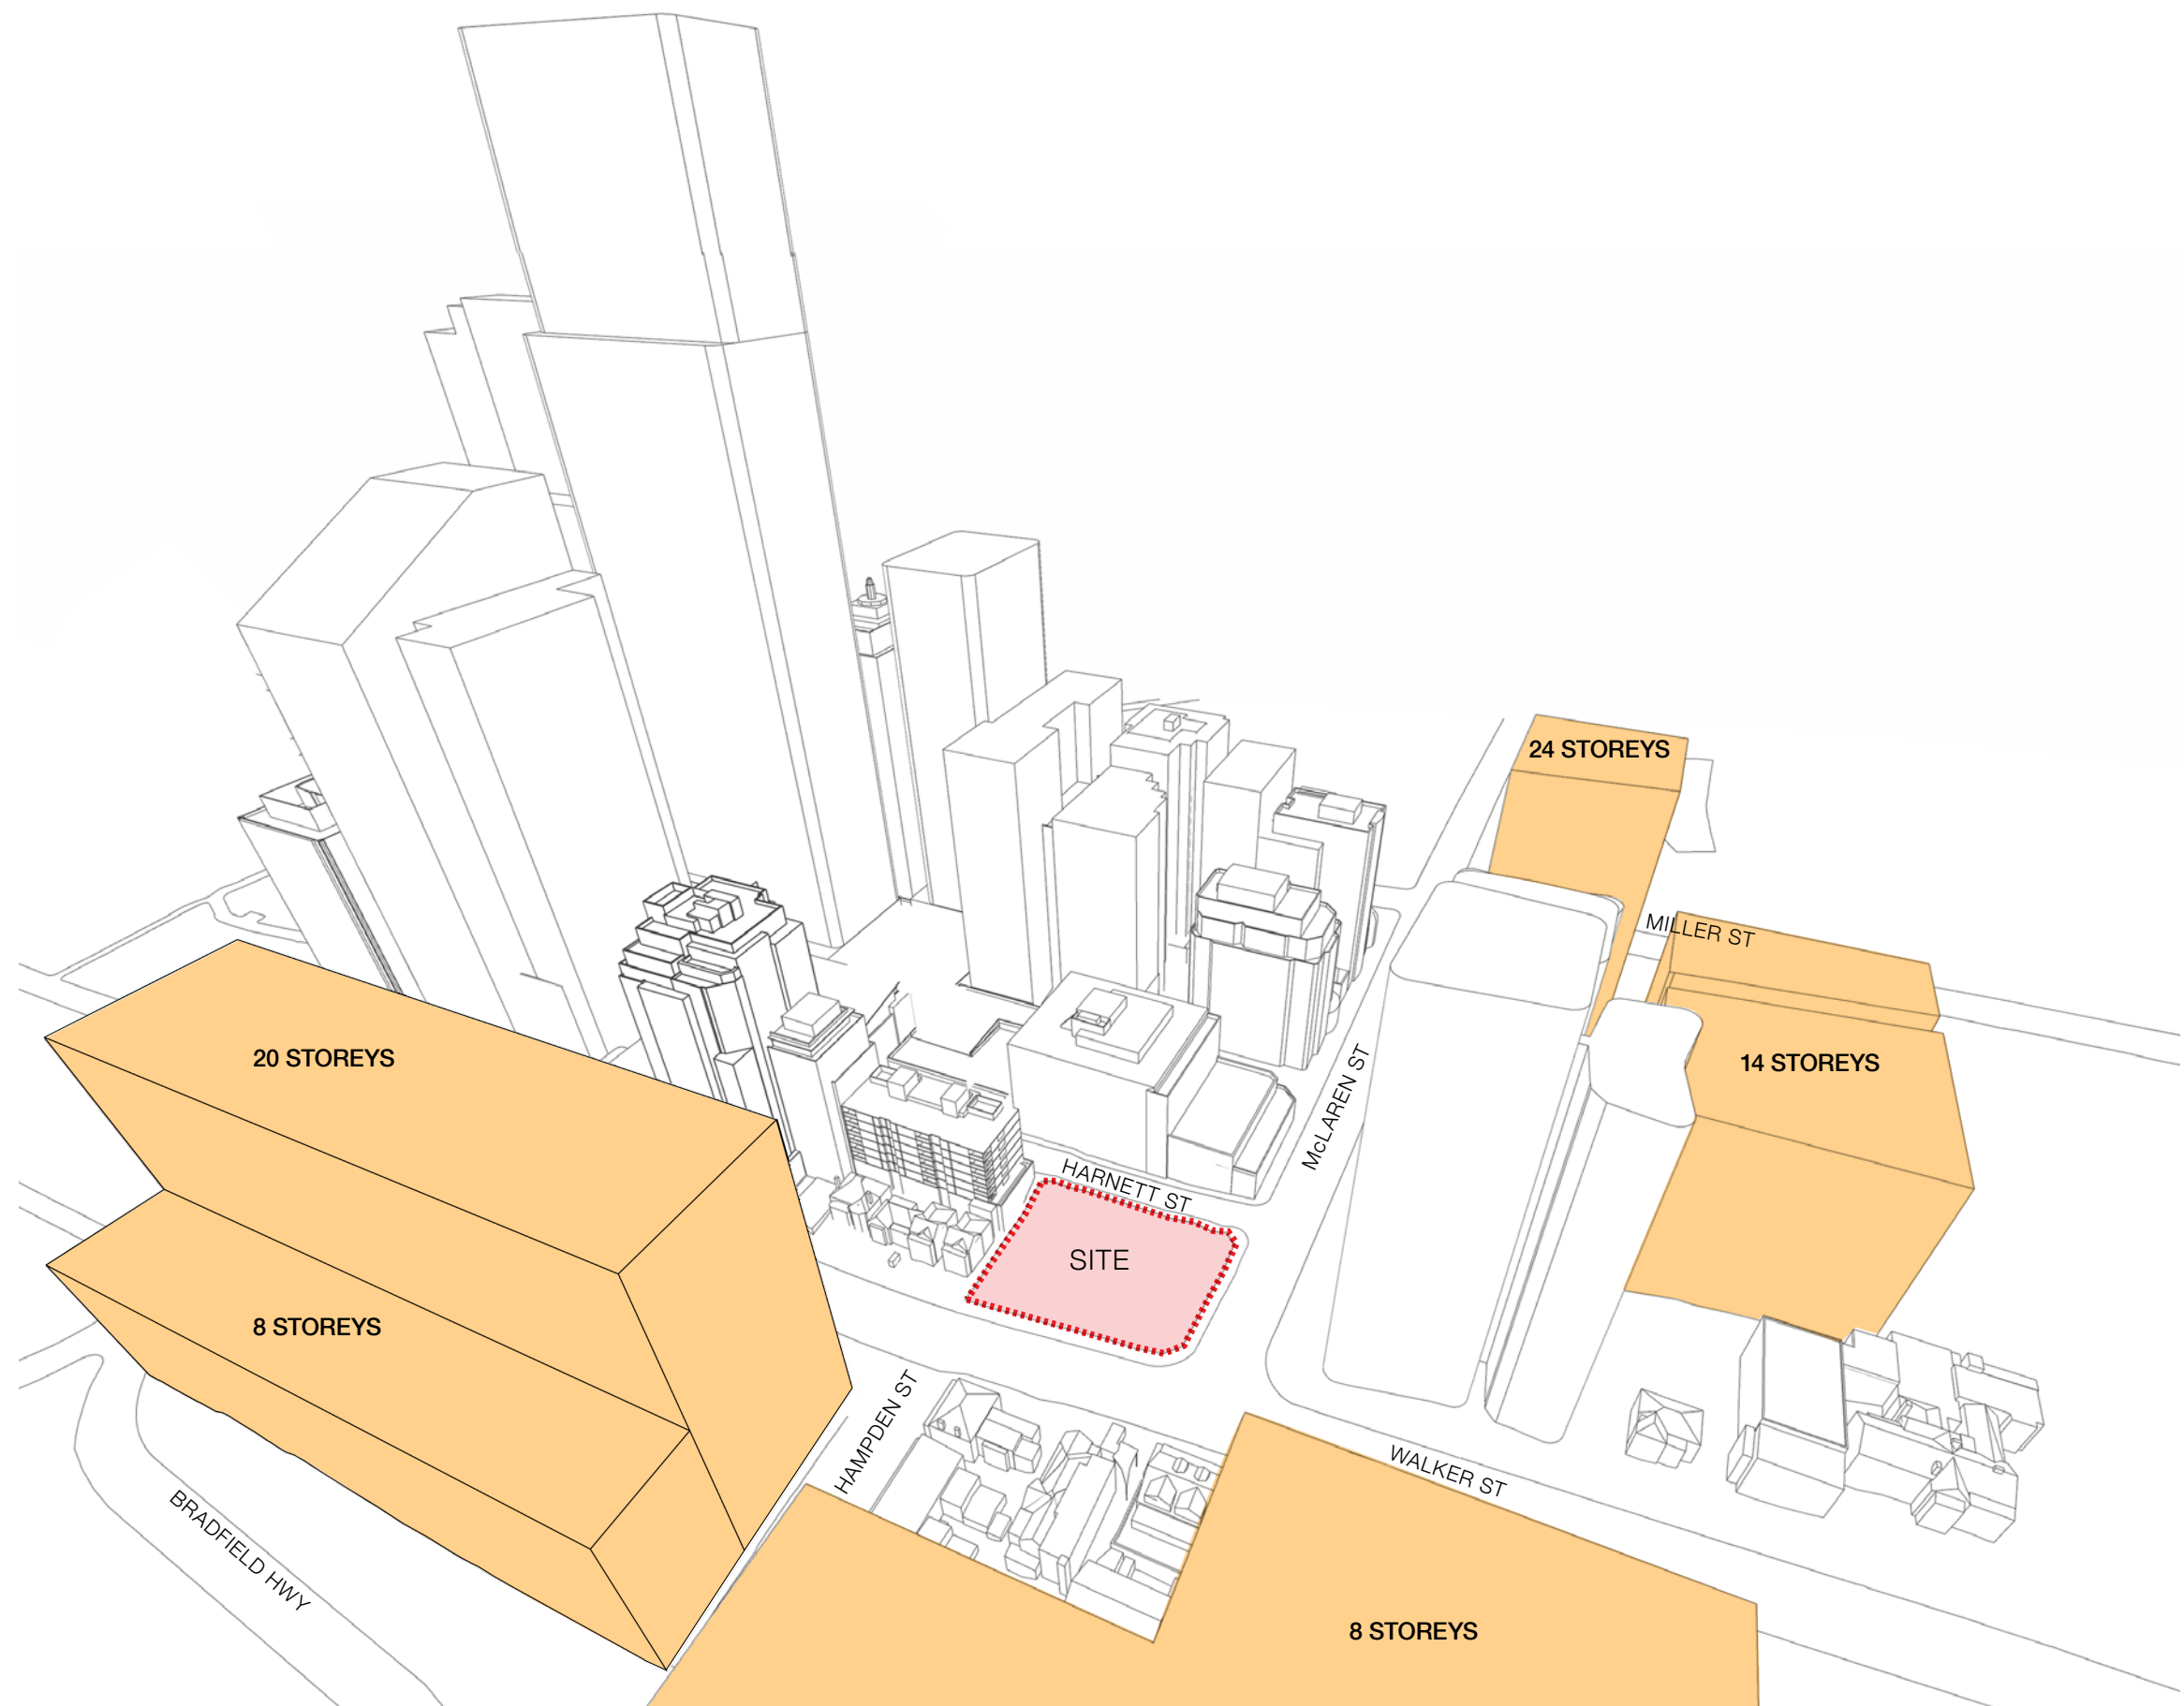 24 STOREYS
MILLER ST
20 STOREYS
14 STOREYS
McLAREN ST
HARNETT ST
SITE
8 STOREYS
HAMPDEN ST
WALKER ST
BRADFIELD HWY
8 STOREYS